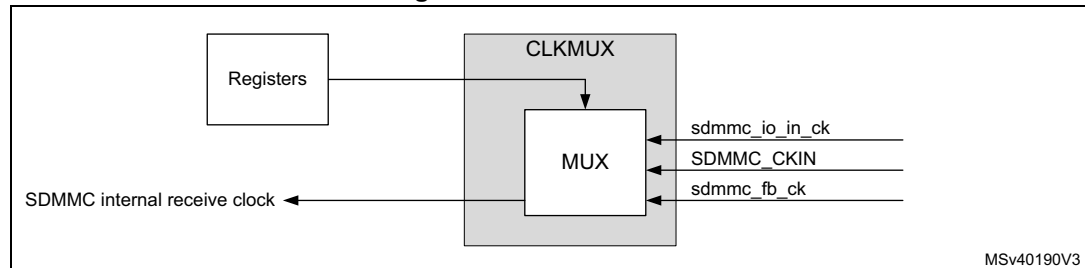 CLKMUX
Registers
sdmmc_io_in_ck
SDMMC_CKIN
MUX
sdmmc_fb_ck
SDMMC internal receive clock
MSv40190V3